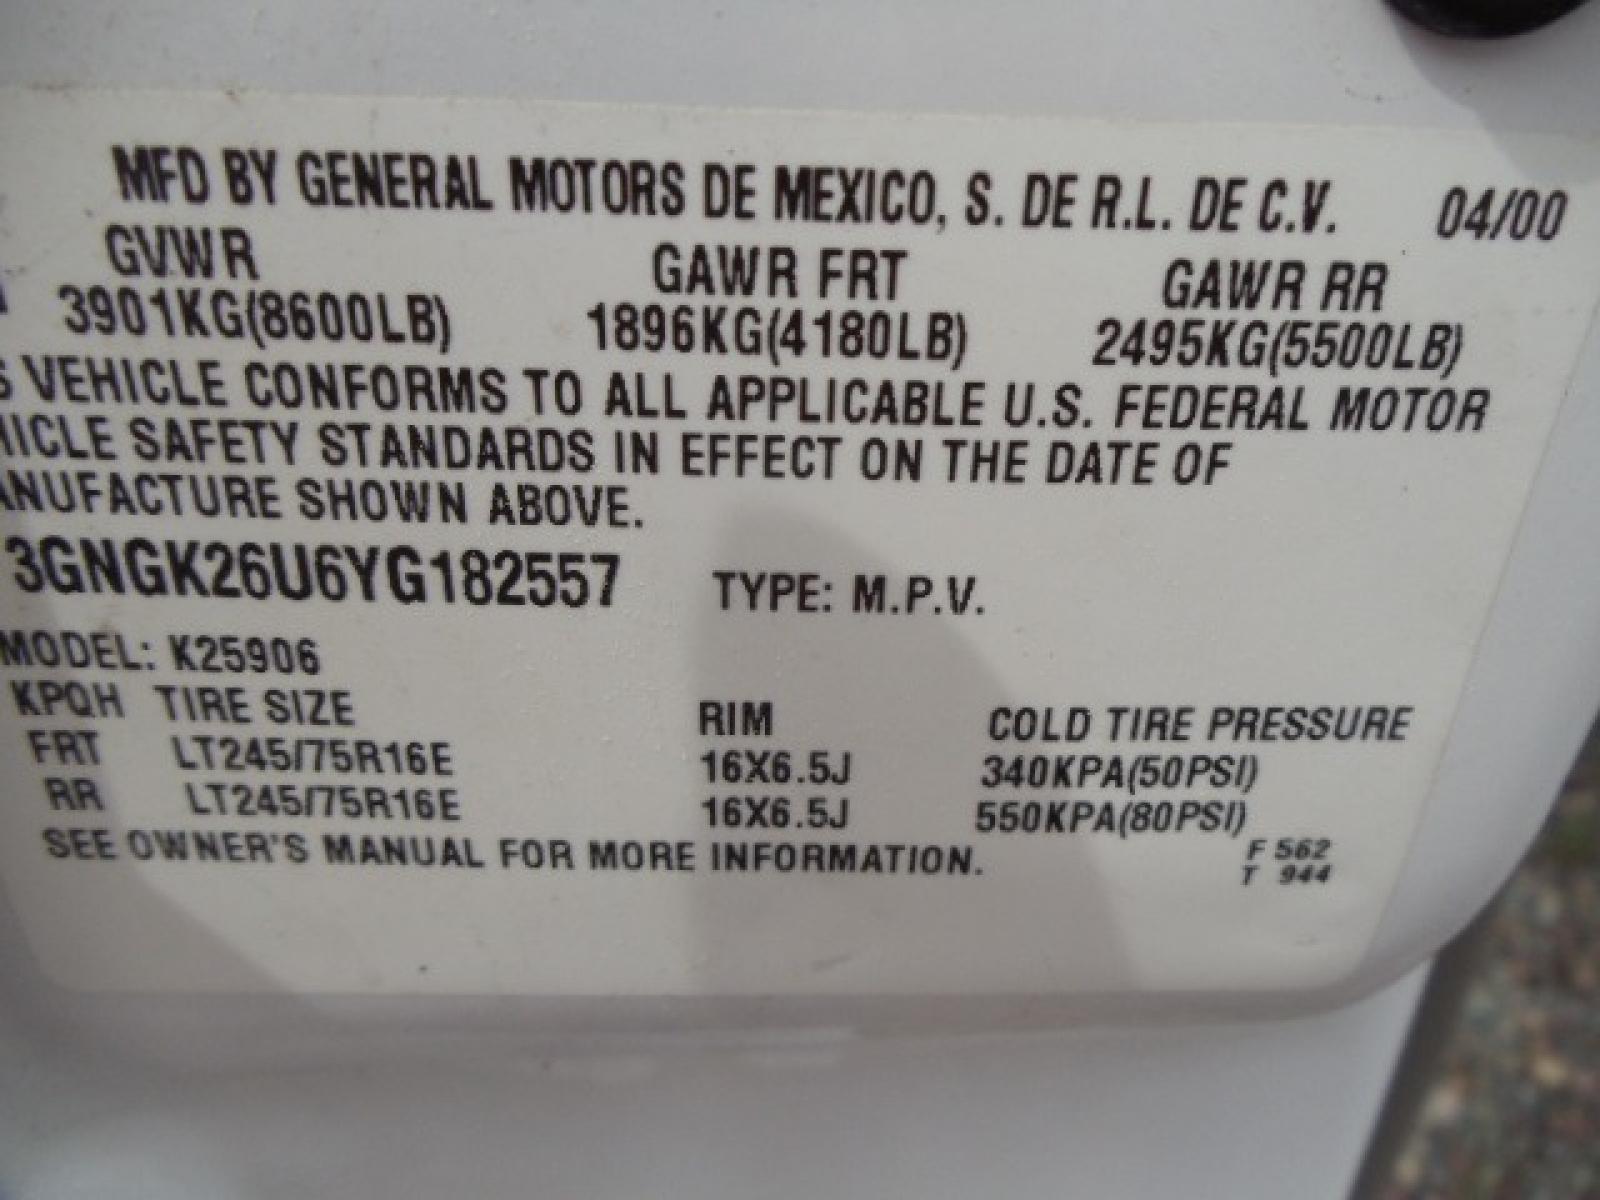 MFD BY GENERAL MOTORS DE MEXICO, S. DE R.L. DE C.V. 04/00
GVWR GAWR FRT GAWR RR
3901KG(8600LB) 1896KG(4180LB) 2495KG(5500LB)
S VEHICLE CONFORMS TO ALL APPLICABLE U.S. FEDERAL MOTOR
HICLE SAFETY STANDARDS IN EFFECT ON THE DATE OF
ANUFACTURE SHOWN ABOVE.
3GNGK26U6YG182557 TYPE: M.P.V.
MODEL: K25906
KPQH TIRE SIZE RIM COLD TIRE PRESSURE
FRT LT245/75R16E 16X6.5J 340KPA(50PSI)
RR LT245/75R16E 16X6.5J 550KPA(80PSI)
SEE OWNER'S MANUAL FOR MORE INFORMATION. F 562
T 944